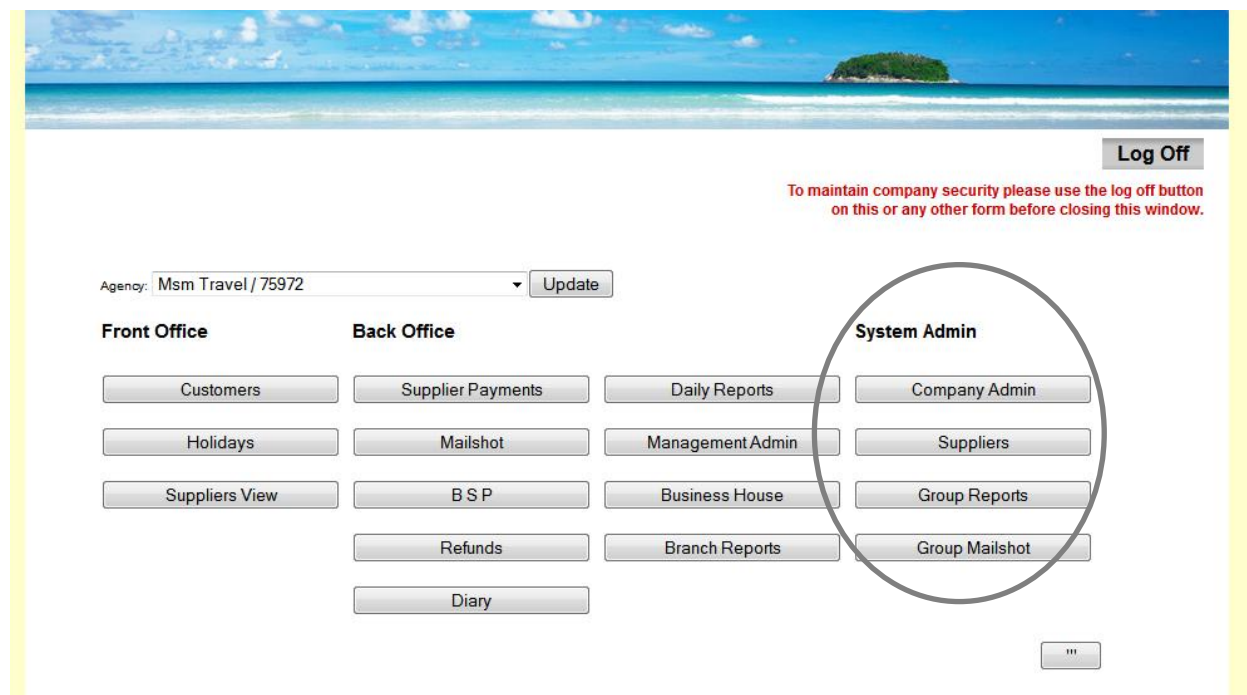 Log Off
To maintain company security please use the log off button
on this or any other form before closing this window.
Agency: Msm Travel / 75972 Update
Front Office Back Office System Admin
Customers Supplier Payments Daily Reports Company Admin
Holidays Mailshot Management Admin Suppliers
Suppliers View B S P Business House Group Reports
Refunds Branch Reports Group Mailshot
Diary
'''